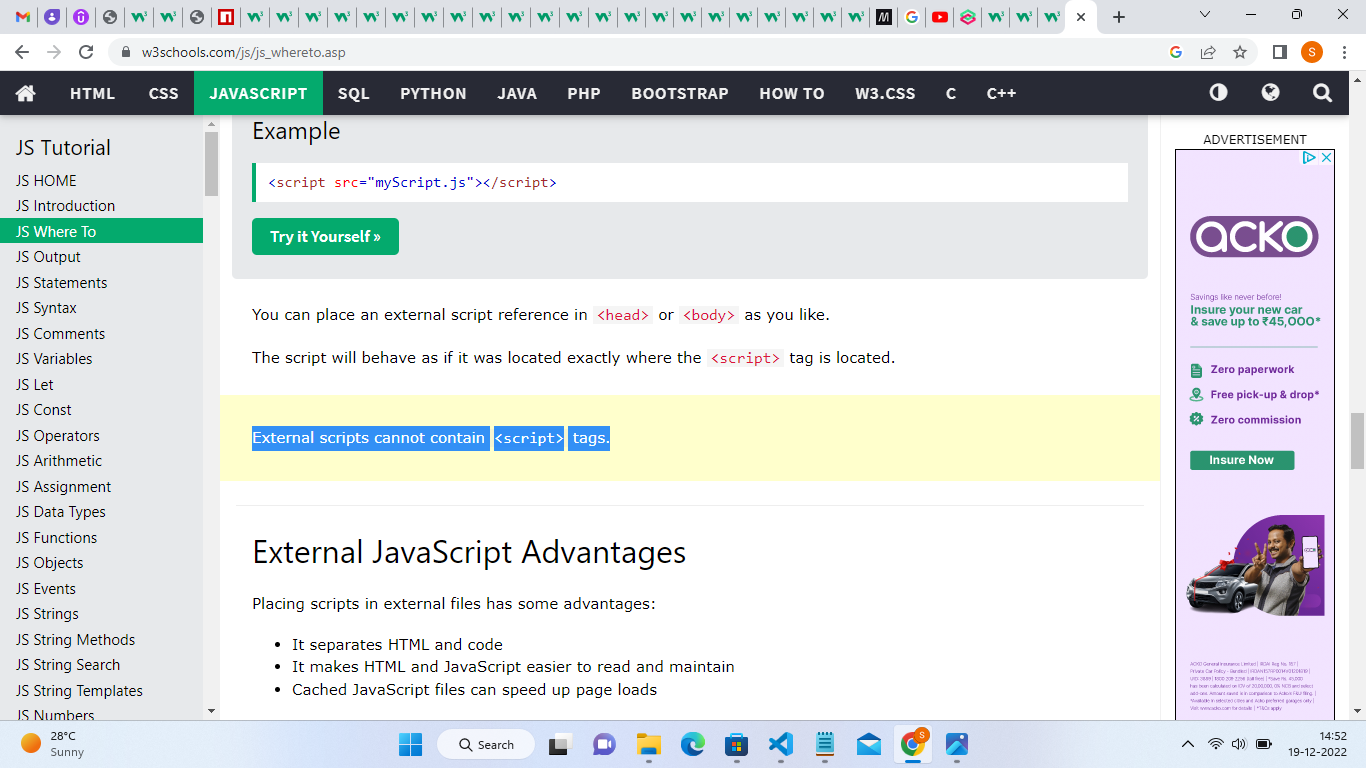 w3schools.com/js/js_whereto.asp
S
HTML CSS JAVASCRIPT SQL PYTHON JAVA PHP BOOTSTRAP HOW TO W3.CSS C C++
JS Tutorial
JS HOME
JS Introduction
JS Where To
JS Output
JS Statements
JS Syntax
JS Comments
JS Variables
JS Let
JS Const
JS Operators
JS Arithmetic
JS Assignment
JS Data Types
JS Functions
JS Objects
JS Events
JS Strings
JS String Methods
JS String Search
JS String Templates
JS Numbers
Example
<script src="myScript.js"></script>
Try it Yourself »
You can place an external script reference in <head> or <body> as you like.
The script will behave as if it was located exactly where the <script> tag is located.
External scripts cannot contain <script> tags.
External JavaScript Advantages
Placing scripts in external files has some advantages:
• It separates HTML and code
• It makes HTML and JavaScript easier to read and maintain
• Cached JavaScript files can speed up page loads
ADVERTISEMENT
acko
Savings like never before!
Insure your new car
& save up to ₹45,000*
Zero paperwork
Free pick-up & drop*
Zero commission
Insure Now
28°C
Sunny
Search
S
14:52
19-12-2022